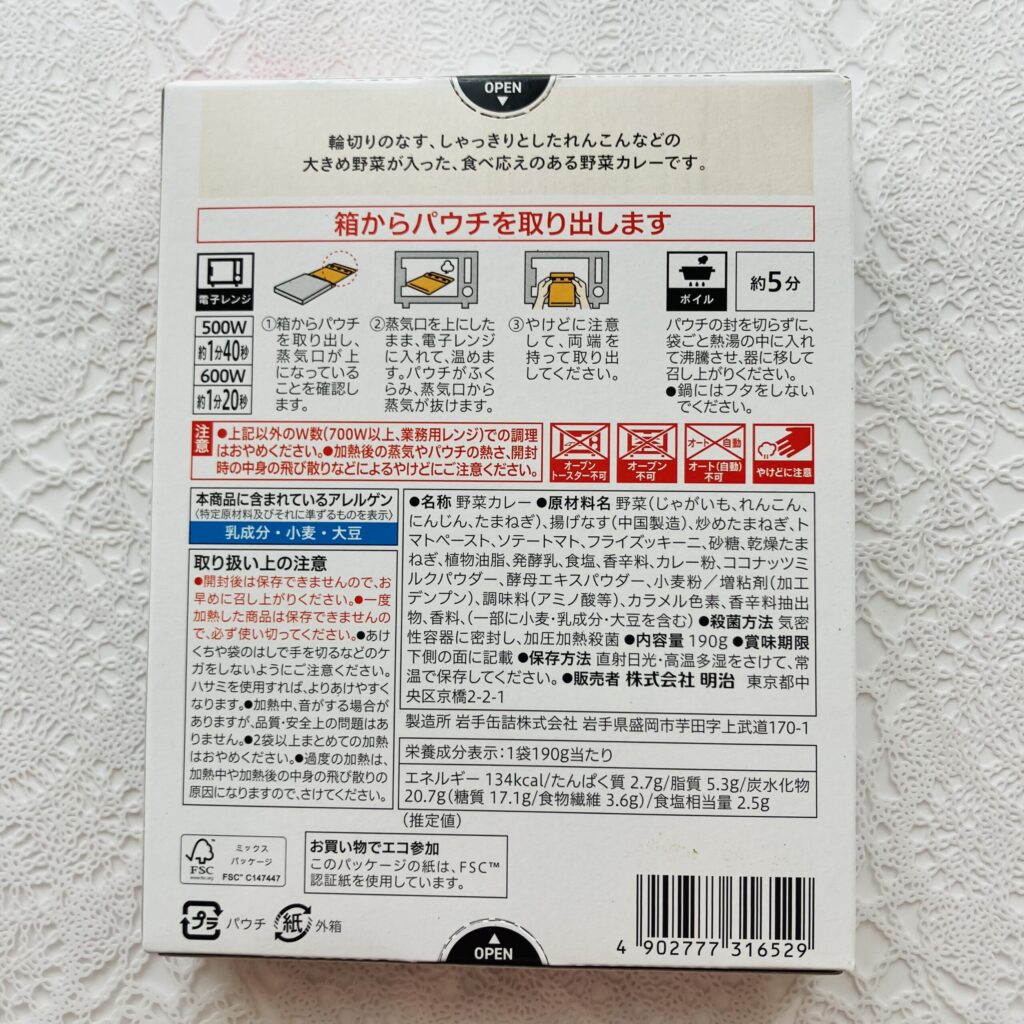 OPEN
輪切りのなす、しゃっきりとしたれんこんなどの
大きめ野菜が入った、食べ応えのある野菜カレーです。
箱からパウチを取り出します
電子レンジ
500W
約1分40秒
600W
約1分20秒
①箱からパウチ
を取り出し、
蒸気口が上
になっている
ことを確認し
ます。
②蒸気口を上にした
まま、電子レンジ
に入れて、温めま
す。パウチがふく
らみ、蒸気口から
蒸気が抜けます。
③やけどに注意
して、両端を
持って取り出
してください。
ボイル
約5分
パウチの封を切らずに、
袋ごと熱湯の中に入れ
て沸騰させ、器に移して
召し上がりください。
●鍋にはフタをしない
でください。
注意
●上記以外のW数(700W以上、業務用レンジ)での調理
はおやめください。●加熱後の蒸気やパウチの熱さ、開封
時の中身の飛び散りなどによるやけどにご注意ください。
オーブン
トースター不可
オーブン
不可
オート 自動
オート(自動)
不可
やけどに注意
本商品に含まれているアレルゲン
〈特定原材料及びそれに準ずるものを表示〉
乳成分・小麦・大豆
取り扱い上の注意
●開封後は保存できませんので、お
早めに召し上がりください。●一度
加熱した商品は保存できませんの
で、必ず使い切ってください。●あけ
くちや袋のはしで手を切るなどのケ
ガをしないようにご注意ください。
ハサミを使用すれば、よりあけやすく
なります。●加熱中、音がする場合が
ありますが、品質・安全上の問題はあ
りません。●2袋以上まとめての加熱
はおやめください。●過度の加熱は、
加熱中や加熱後の中身の飛び散りの
原因になりますので、さけてください。
●名称 野菜カレー ●原材料名 野菜(じゃがいも、れんこん、
にんじん、たまねぎ)、揚げなす(中国製造)、炒めたまねぎ、ト
マトペースト、ソテートマト、フライズッキーニ、砂糖、乾燥たま
ねぎ、植物油脂、発酵乳、食塩、香辛料、カレー粉、ココナッツミ
ルクパウダー、酵母エキスパウダー、小麦粉/増粘剤(加工
デンプン)、調味料(アミノ酸等)、カラメル色素、香辛料抽出
物、香料、(一部に小麦・乳成分・大豆を含む) ●殺菌方法 気密
性容器に密封し、加圧加熱殺菌 ●内容量 190g ●賞味期限
下側の面に記載 ●保存方法 直射日光・高温多湿をさけて、常
温で保存してください。●販売者 株式会社 明治 東京都中
央区京橋2-2-1
製造所 岩手缶詰株式会社 岩手県盛岡市芋田字上武道170-1
栄養成分表示:1袋190g当たり
エネルギー 134kcal/たんぱく質 2.7g/脂質 5.3g/炭水化物
20.7g(糖質 17.1g/食物繊維 3.6g)/食塩相当量 2.5g
(推定値)
FSC
www.fsc.org
ミックス
パッケージ
FSC™ C147447
お買い物でエコ参加
このパッケージの紙は、FSC™
認証紙を使用しています。
プラ パウチ 紙 外箱
OPEN
4 902777 316529